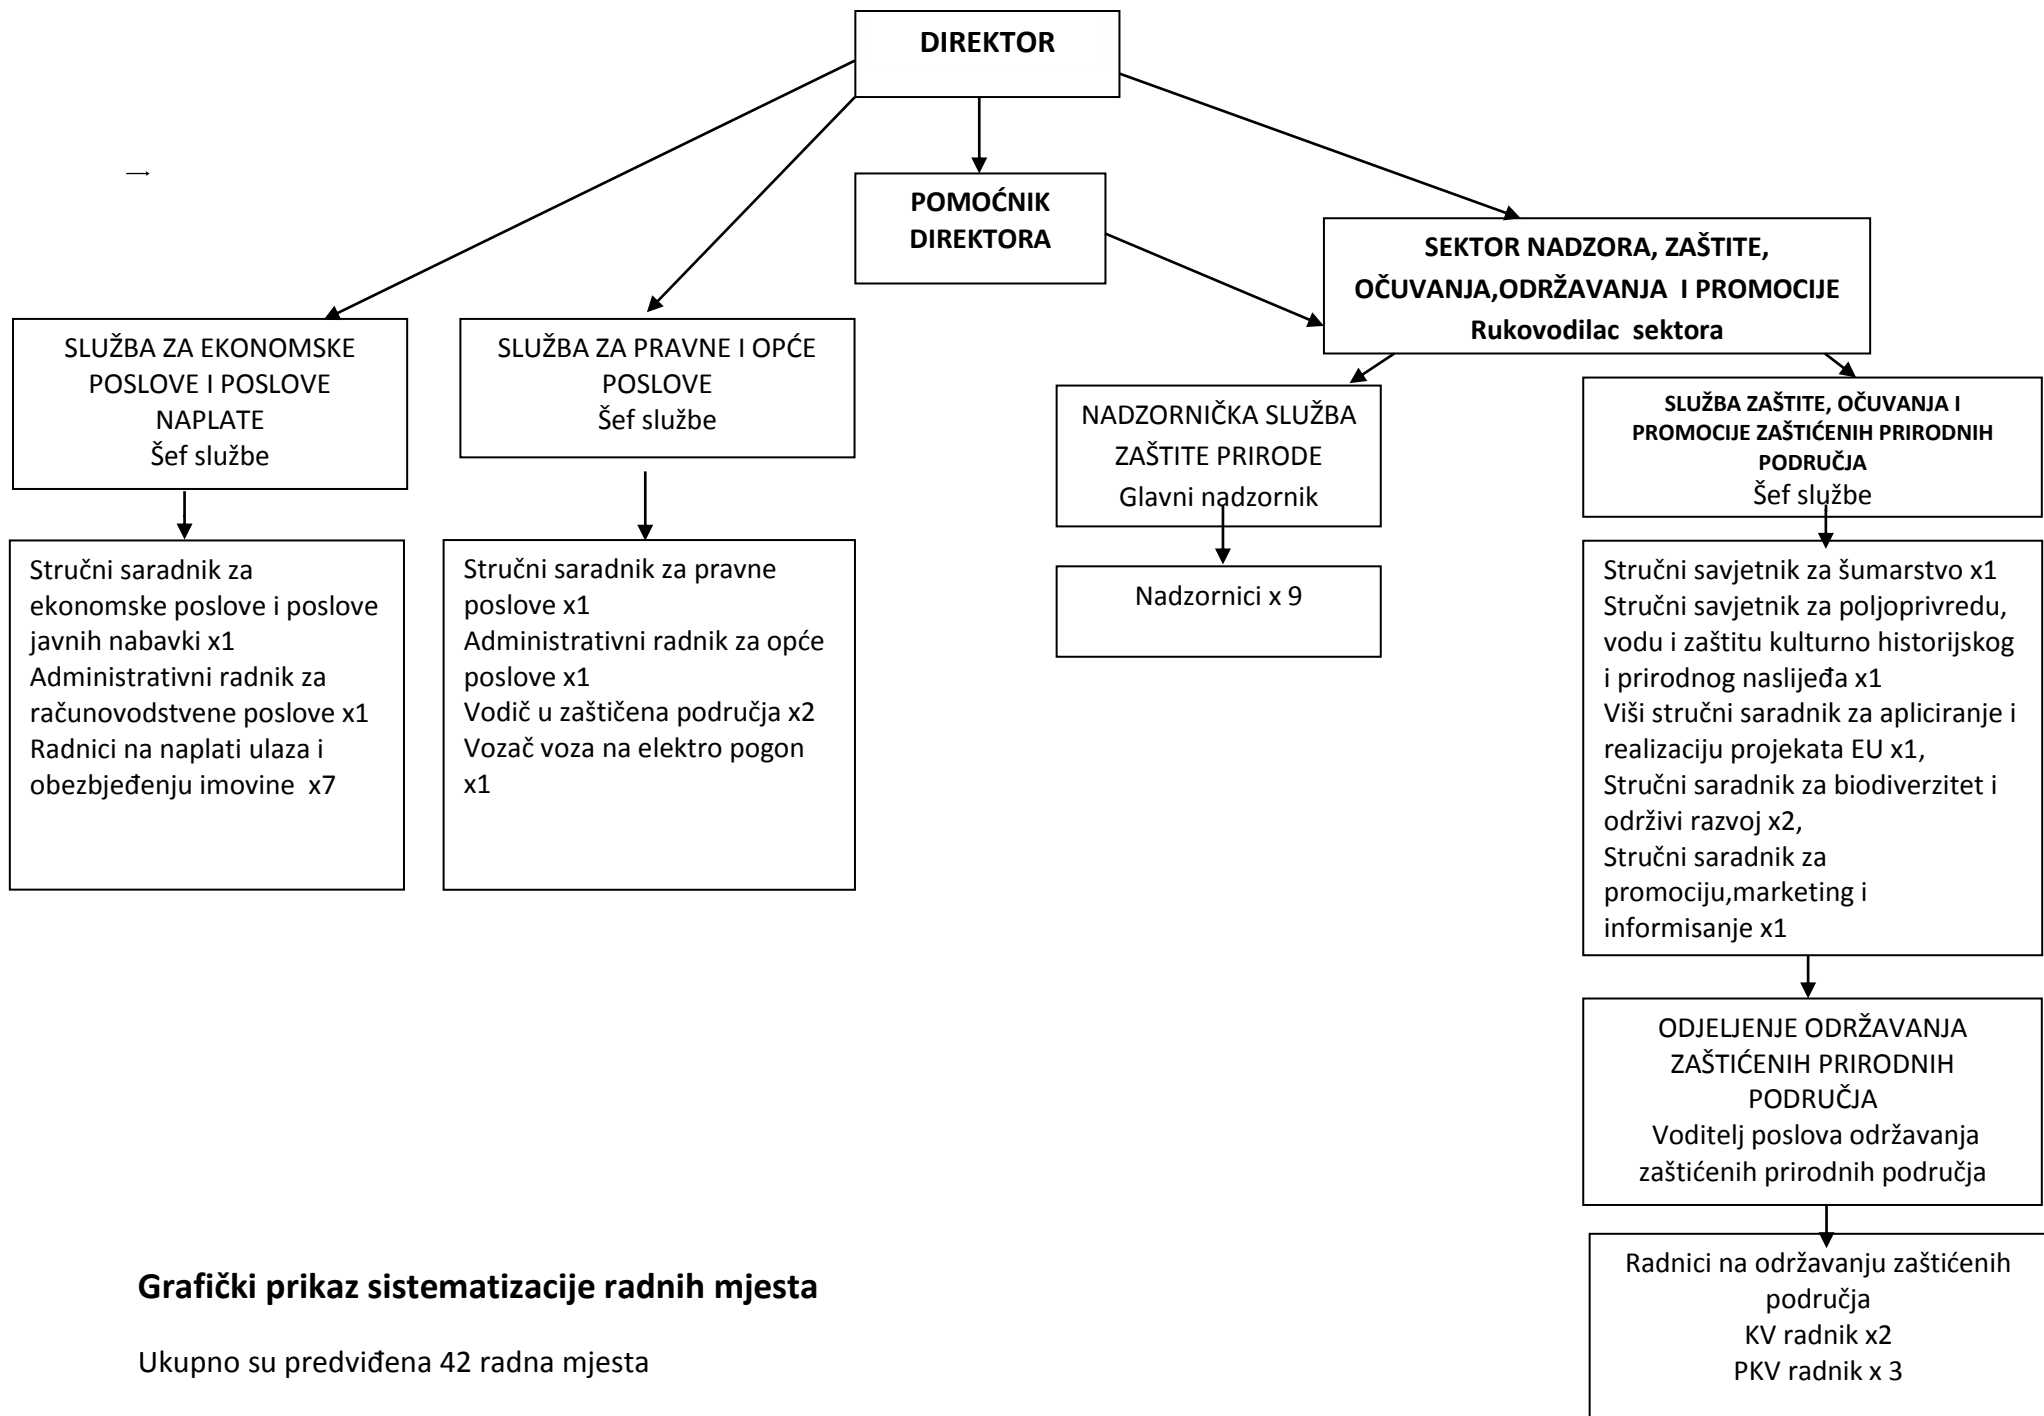 DIREKTOR
POMOĆNIK
DIREKTORA
SEKTOR NADZORA, ZAŠTITE,
OČUVANJA,ODRŽAVANJA I PROMOCIJE
Rukovodilac sektora
SLUŽBA ZA EKONOMSKE
POSLOVE I POSLOVE
NAPLATE
Šef službe
SLUŽBA ZA PRAVNE I OPĆE
POSLOVE
Šef službe
NADZORNIČKA SLUŽBA
ZAŠTITE PRIRODE
Glavni nadzornik
SLUŽBA ZAŠTITE, OČUVANJA I
PROMOCIJE ZAŠTIĆENIH PRIRODNIH
PODRUČJA
Šef službe
Stručni saradnik za
ekonomske poslove i poslove
javnih nabavki x1
Administrativni radnik za
računovodstvene poslove x1
Radnici na naplati ulaza i
obezbjeđenju imovine x7
Stručni saradnik za pravne
poslove x1
Administrativni radnik za opće
poslove x1
Vodič u zaštičena područja x2
Vozač voza na elektro pogon
x1
Nadzornici x 9
Stručni savjetnik za šumarstvo x1
Stručni savjetnik za poljoprivredu,
vodu i zaštitu kulturno historijskog
i prirodnog naslijeđa x1
Viši stručni saradnik za apliciranje i
realizaciju projekata EU x1,
Stručni saradnik za biodiverzitet i
održivi razvoj x2,
Stručni saradnik za
promociju,marketing i
informisanje x1
ODJELJENJE ODRŽAVANJA
ZAŠTIĆENIH PRIRODNIH
PODRUČJA
Voditelj poslova održavanja
zaštićenih prirodnih područja
Radnici na održavanju zaštićenih
područja
KV radnik x2
PKV radnik x 3
Grafički prikaz sistematizacije radnih mjesta
Ukupno su predviđena 42 radna mjesta